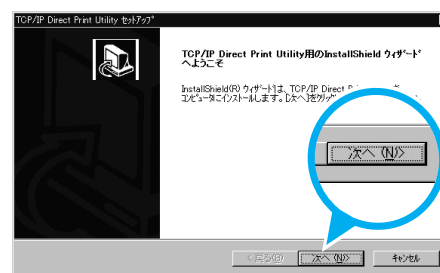 TCP/IP Direct Print Utility ｾｯﾄｱｯﾌﾟ
TCP/IP Direct Print Utility用のInstallShield ｳｨｻﾞｰﾄﾞ
へようこそ
InstallShield(R) ｳｨｻﾞｰﾄﾞは、TCP/IP Direct
ｺﾝﾋﾟｭｰﾀにｲﾝｽﾄｰﾙします。[次へ]を
次へ (N)>
< 戻る(B)
次へ (N)>
ｷｬﾝｾﾙ